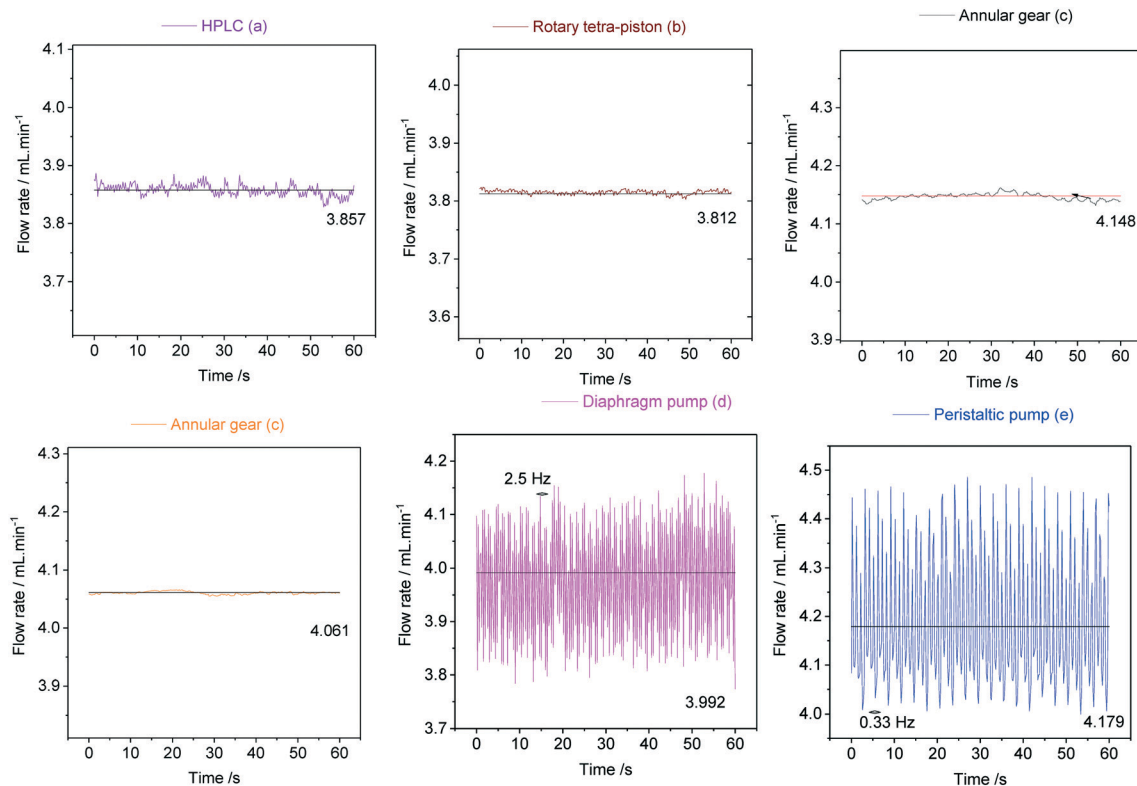 HPLC (a)
4.1
4.0
3.9
3.8
3.7
Flow rate / mL.min⁻¹
3.857
0 10 20 30 40 50 60
Time /s
Rotary tetra-piston (b)
4.0
3.9
3.8
3.7
3.6
Flow rate / mL.min⁻¹
3.812
0 10 20 30 40 50 60
Time /s
Annular gear (c)
4.3
4.2
4.1
4.0
3.9
Flow rate / mL.min⁻¹
4.148
0 10 20 30 40 50 60
Time /s
Annular gear (c)
4.3
4.2
4.1
4.0
3.9
Flow rate / mL.min⁻¹
4.061
0 10 20 30 40 50 60
Time /s
Diaphragm pump (d)
4.2
4.1
4.0
3.9
3.8
3.7
Flow rate / mL.min⁻¹
2.5 Hz
3.992
0 10 20 30 40 50 60
Time /s
Peristaltic pump (e)
4.5
4.4
4.3
4.2
4.1
4.0
Flow rate / mL.min⁻¹
0.33 Hz
4.179
0 10 20 30 40 50 60
Time /s